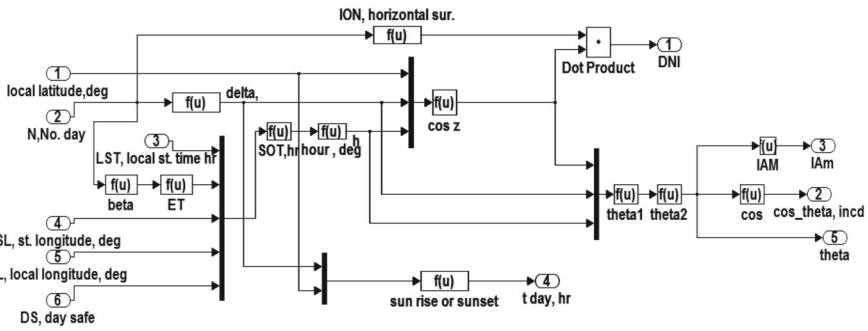 ION, horizontal sur.
f(u)
Dot Product
1
DNI
1
local latitude,deg
2
N,No. day
f(u)
delta,
3
LST, local st. time hr
f(u)
SOT,hr
f(u)
hour , deg
h
f(u)
cos z
f(u)
beta
f(u)
ET
4
SL, st. longitude, deg
5
L, local longitude, deg
6
DS, day safe
f(u)
sun rise or sunset
4
t day, hr
f(u)
theta1
f(u)
theta2
f(u)
IAM
3
IAm
f(u)
cos
2
cos_theta, incd
5
theta